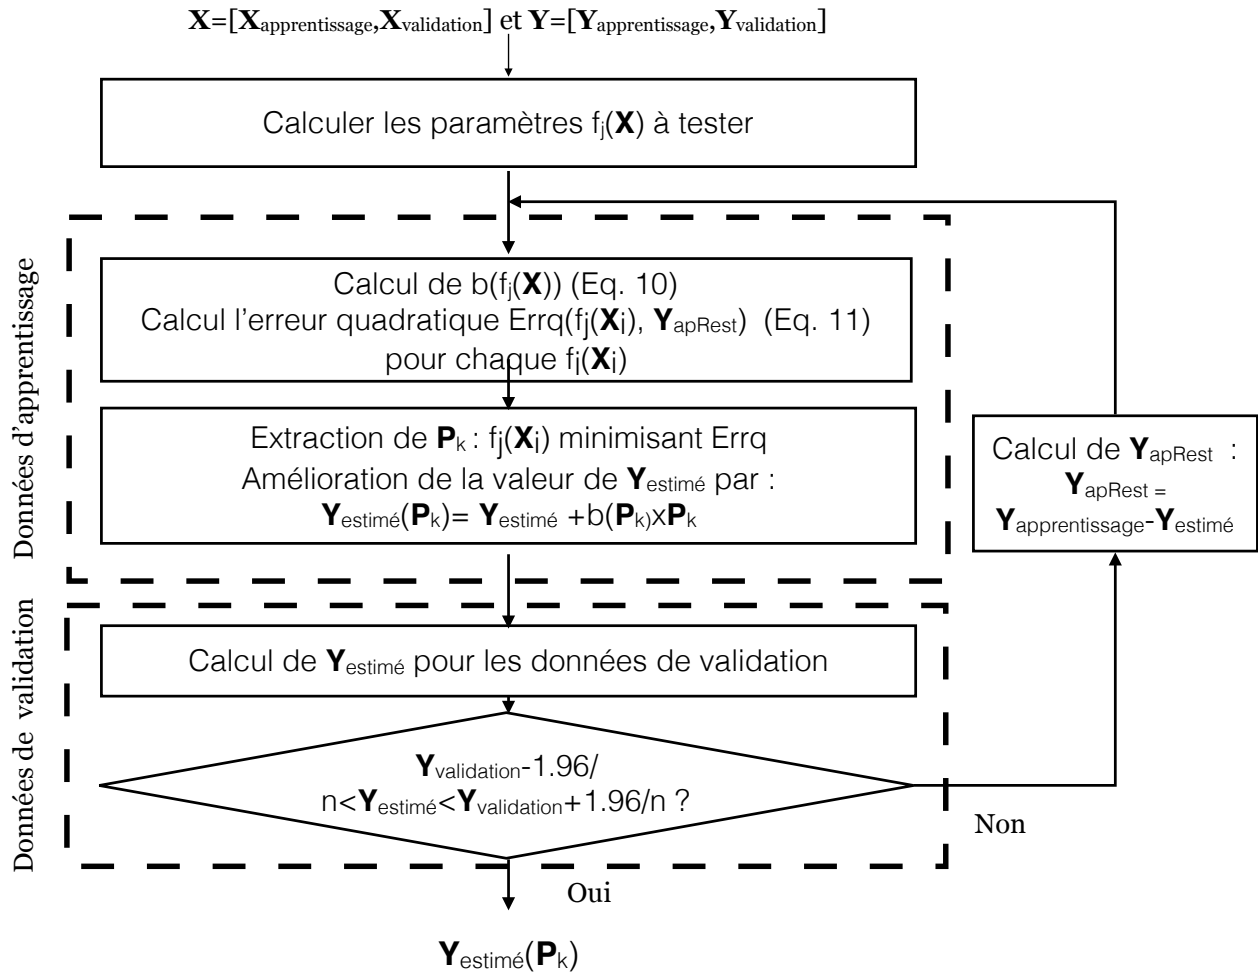 X=[Xapprentissage,Xvalidation] et Y=[Yapprentissage,Yvalidation]
Calculer les paramètres fj(X) à tester
Données d'apprentissage
Calcul de b(fj(X)) (Eq. 10)
Calcul l'erreur quadratique Errq(fj(Xi), YapRest) (Eq. 11)
pour chaque fj(Xi)
Extraction de Pk : fj(Xi) minimisant Errq
Amélioration de la valeur de Yestimé par :
Yestimé(Pk)= Yestimé +b(Pk)xPk
Calcul de YapRest :
YapRest =
Yapprentissage-Yestimé
Données de validation
Calcul de Yestimé pour les données de validation
Yvalidation-1.96/
n<Yestimé<Yvalidation+1.96/n ?
Non
Oui
Yestimé(Pk)